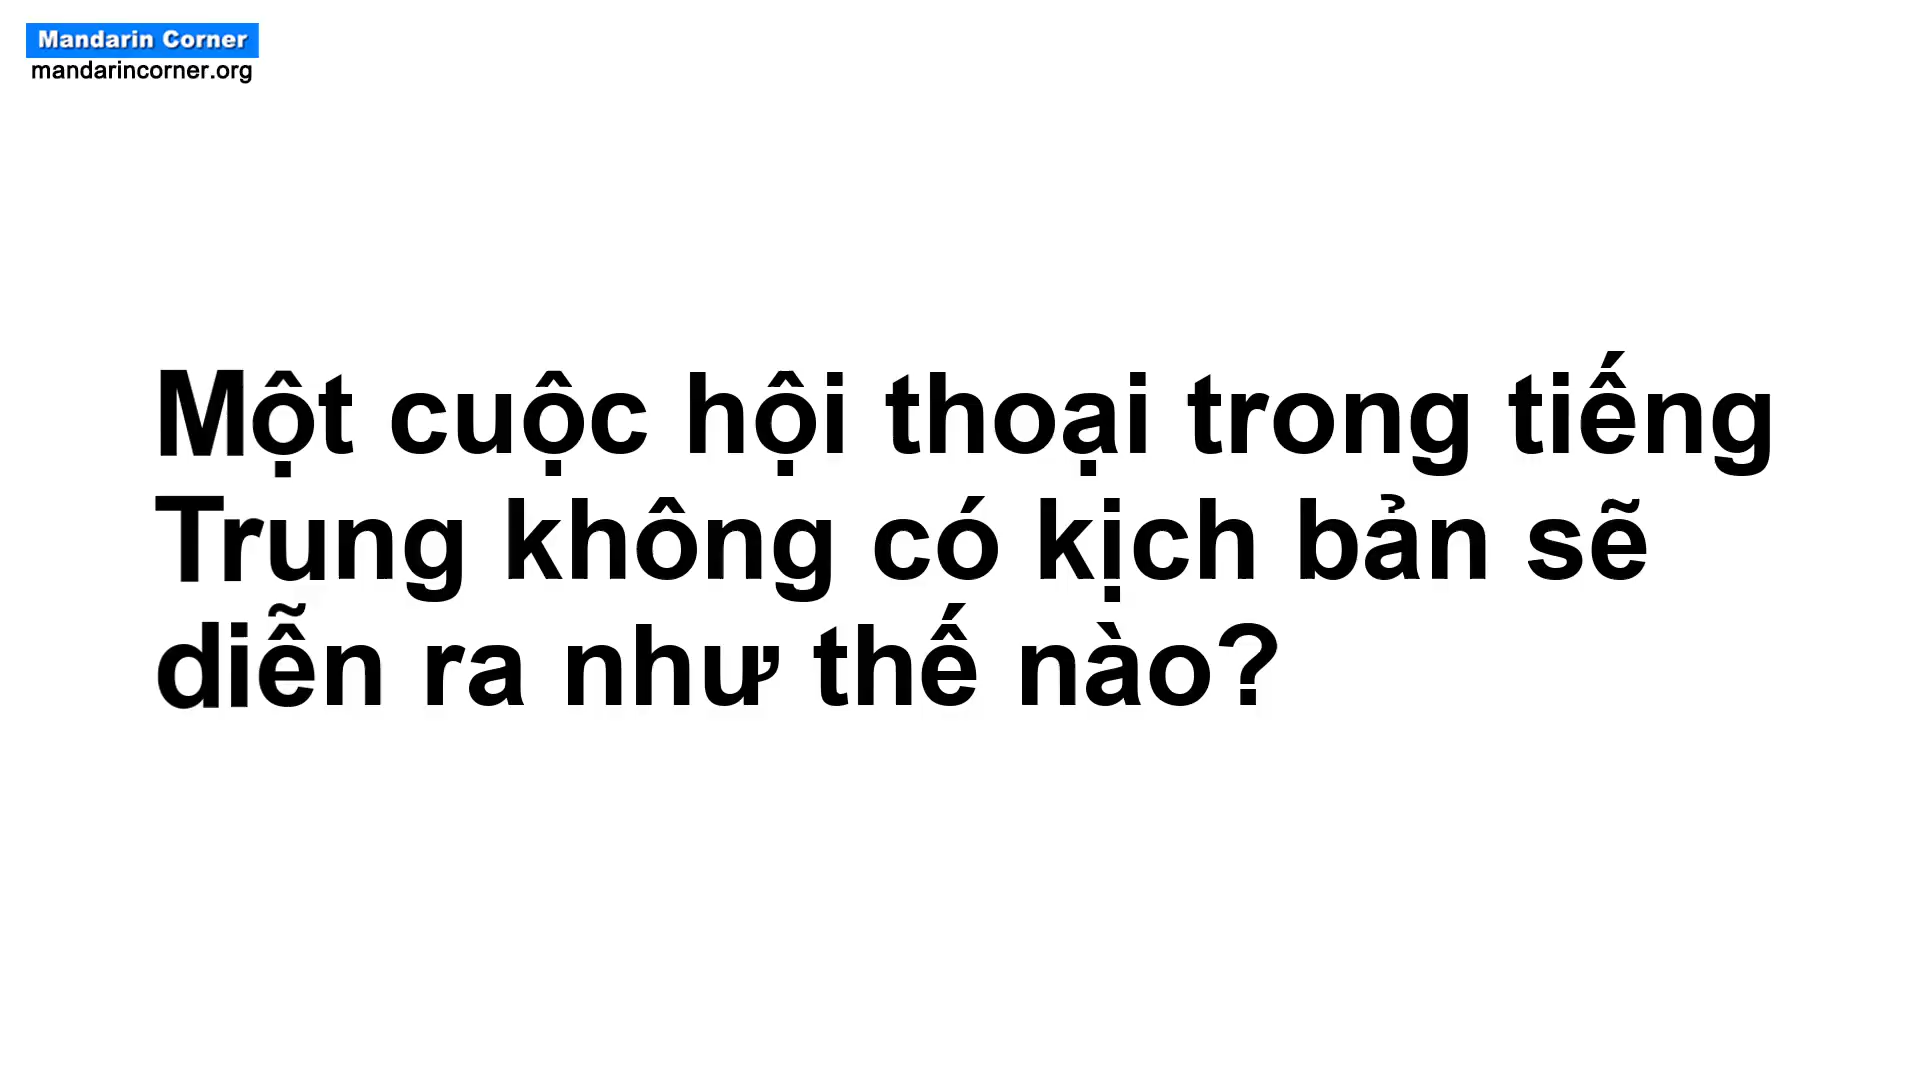 Mandarin Corner
mandarincorner.org
Một cuộc hội thoại trong tiếng
Trung không có kịch bản sẽ
diễn ra như thế nào?